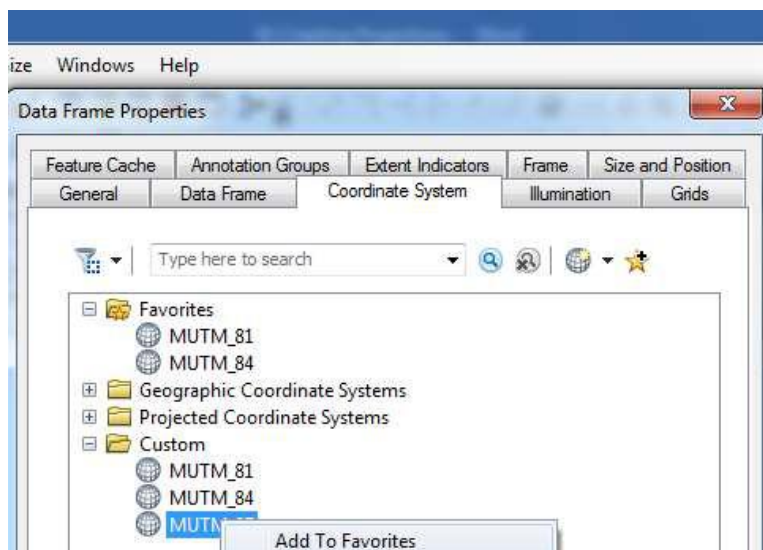 ize Windows Help
Data Frame Properties
Feature Cache Annotation Groups Extent Indicators Frame Size and Position
General Data Frame Coordinate System Illumination Grids
Type here to search
Favorites
MUTM_81
MUTM_84
Geographic Coordinate Systems
Projected Coordinate Systems
Custom
MUTM_81
MUTM_84
Add To Favorites